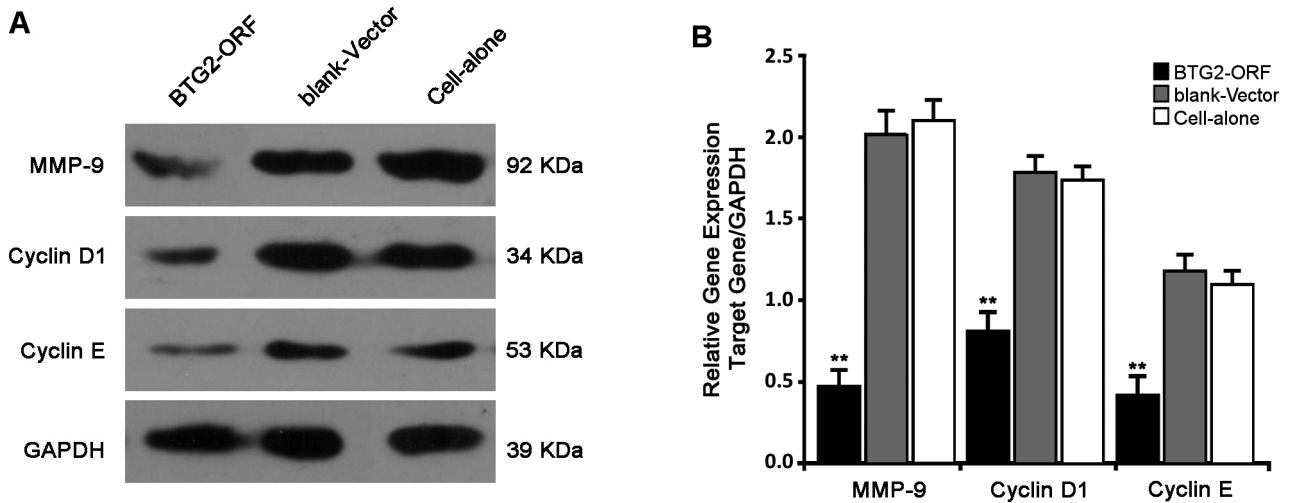 A
BTG2-ORF
blank-Vector
Cell-alone
MMP-9
92 KDa
Cyclin D1
34 KDa
Cyclin E
53 KDa
GAPDH
39 KDa
B
Relative Gene Expression
Target Gene/GAPDH
2.5
2.0
1.5
1.0
0.5
0.0
BTG2-ORF
blank-Vector
Cell-alone
**
**
**
MMP-9
Cyclin D1
Cyclin E